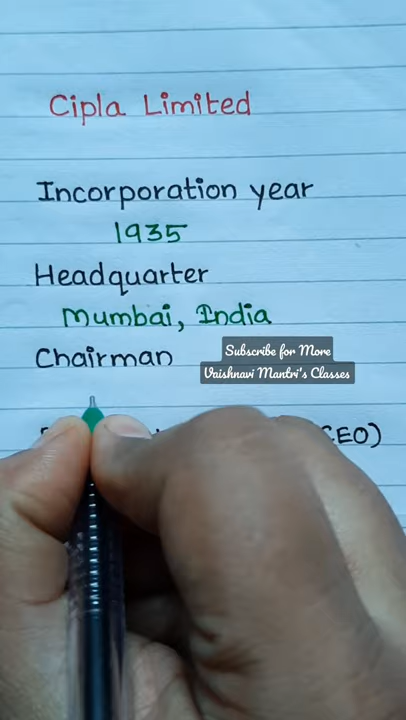 Cipla Limited
Incorporation year
1935
Headquarter
Mumbai, India
Chairman
Subscribe for More
Vaishnavi Mantri's Classes
CEO)